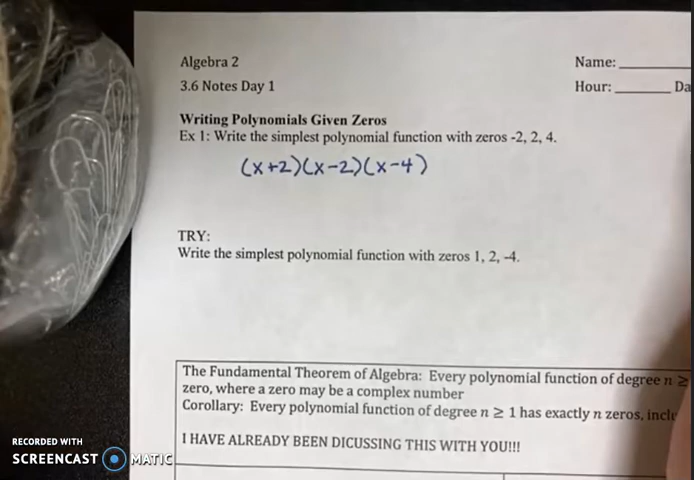 Algebra 2
Name:
3.6 Notes Day 1
Hour: Da
Writing Polynomials Given Zeros
Ex 1: Write the simplest polynomial function with zeros -2, 2, 4.
(x+2)(x-2)(x-4)
TRY:
Write the simplest polynomial function with zeros 1, 2, -4.
The Fundamental Theorem of Algebra: Every polynomial function of degree n ≥
zero, where a zero may be a complex number
Corollary: Every polynomial function of degree n ≥ 1 has exactly n zeros, inclu
I HAVE ALREADY BEEN DICUSSING THIS WITH YOU!!!
RECORDED WITH
SCREENCAST MATIC